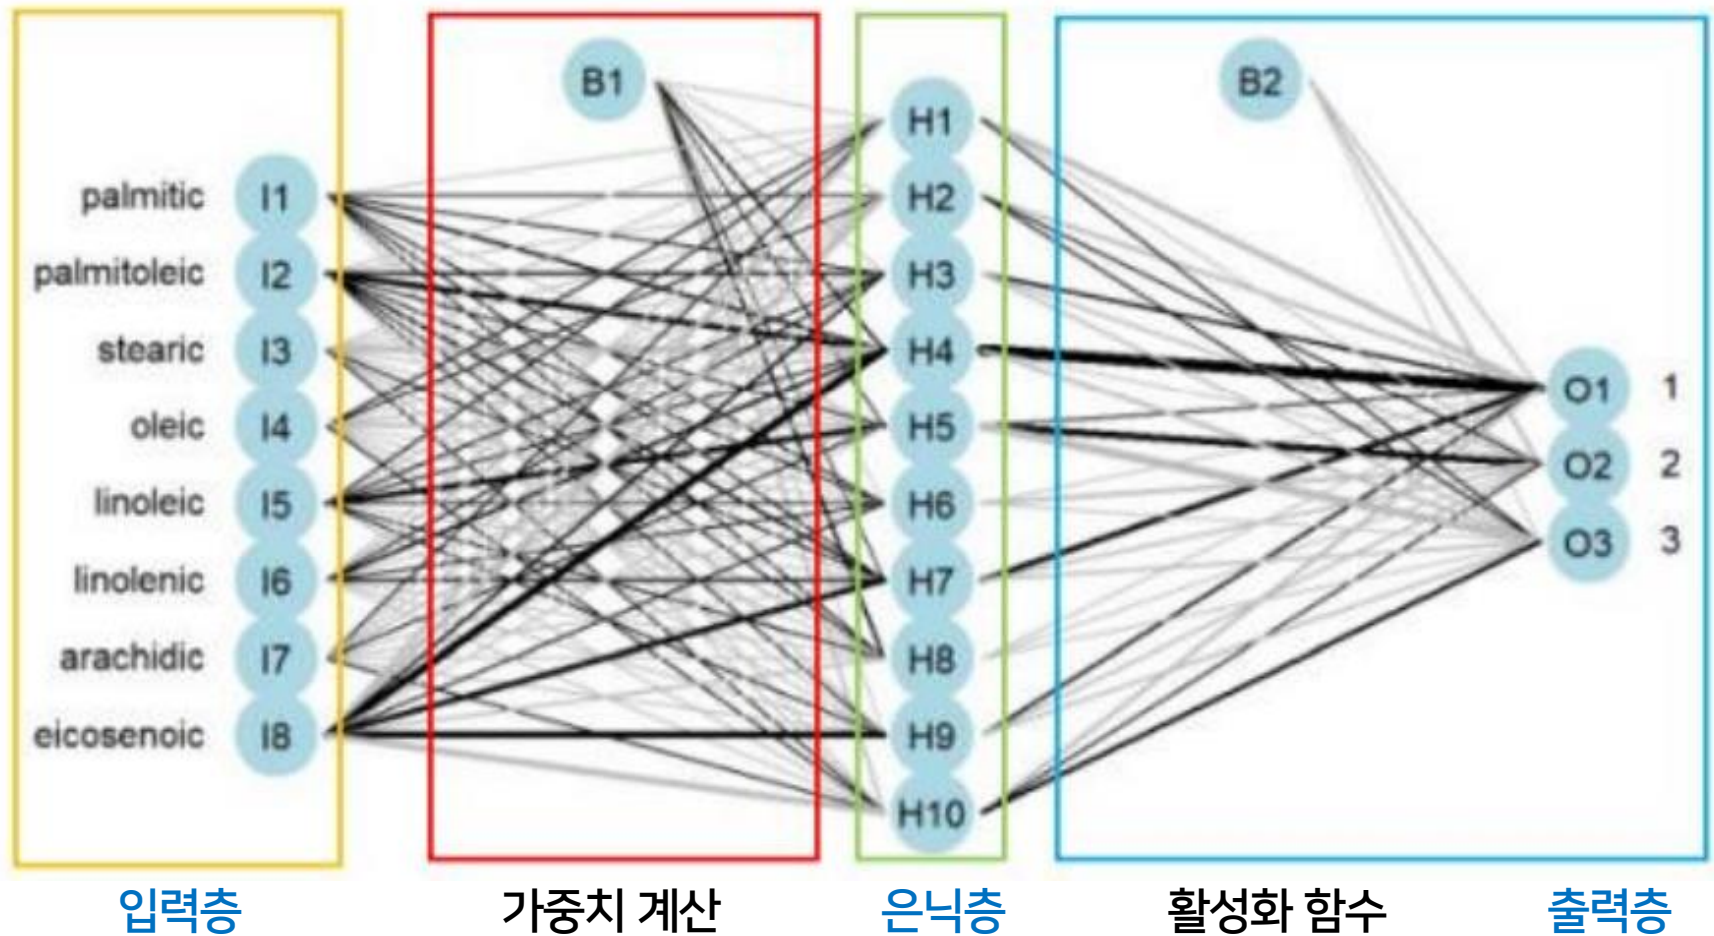 B1
B2
H1
palmitic I1 H2
palmitoleic I2 H3
stearic I3 H4
O1 1
oleic I4 H5
O2 2
linoleic I5 H6
O3 3
linolenic I6 H7
arachidic I7 H8
eicosenoic I8 H9
H10
입력층 가중치 계산 은닉층 활성화 함수 출력층